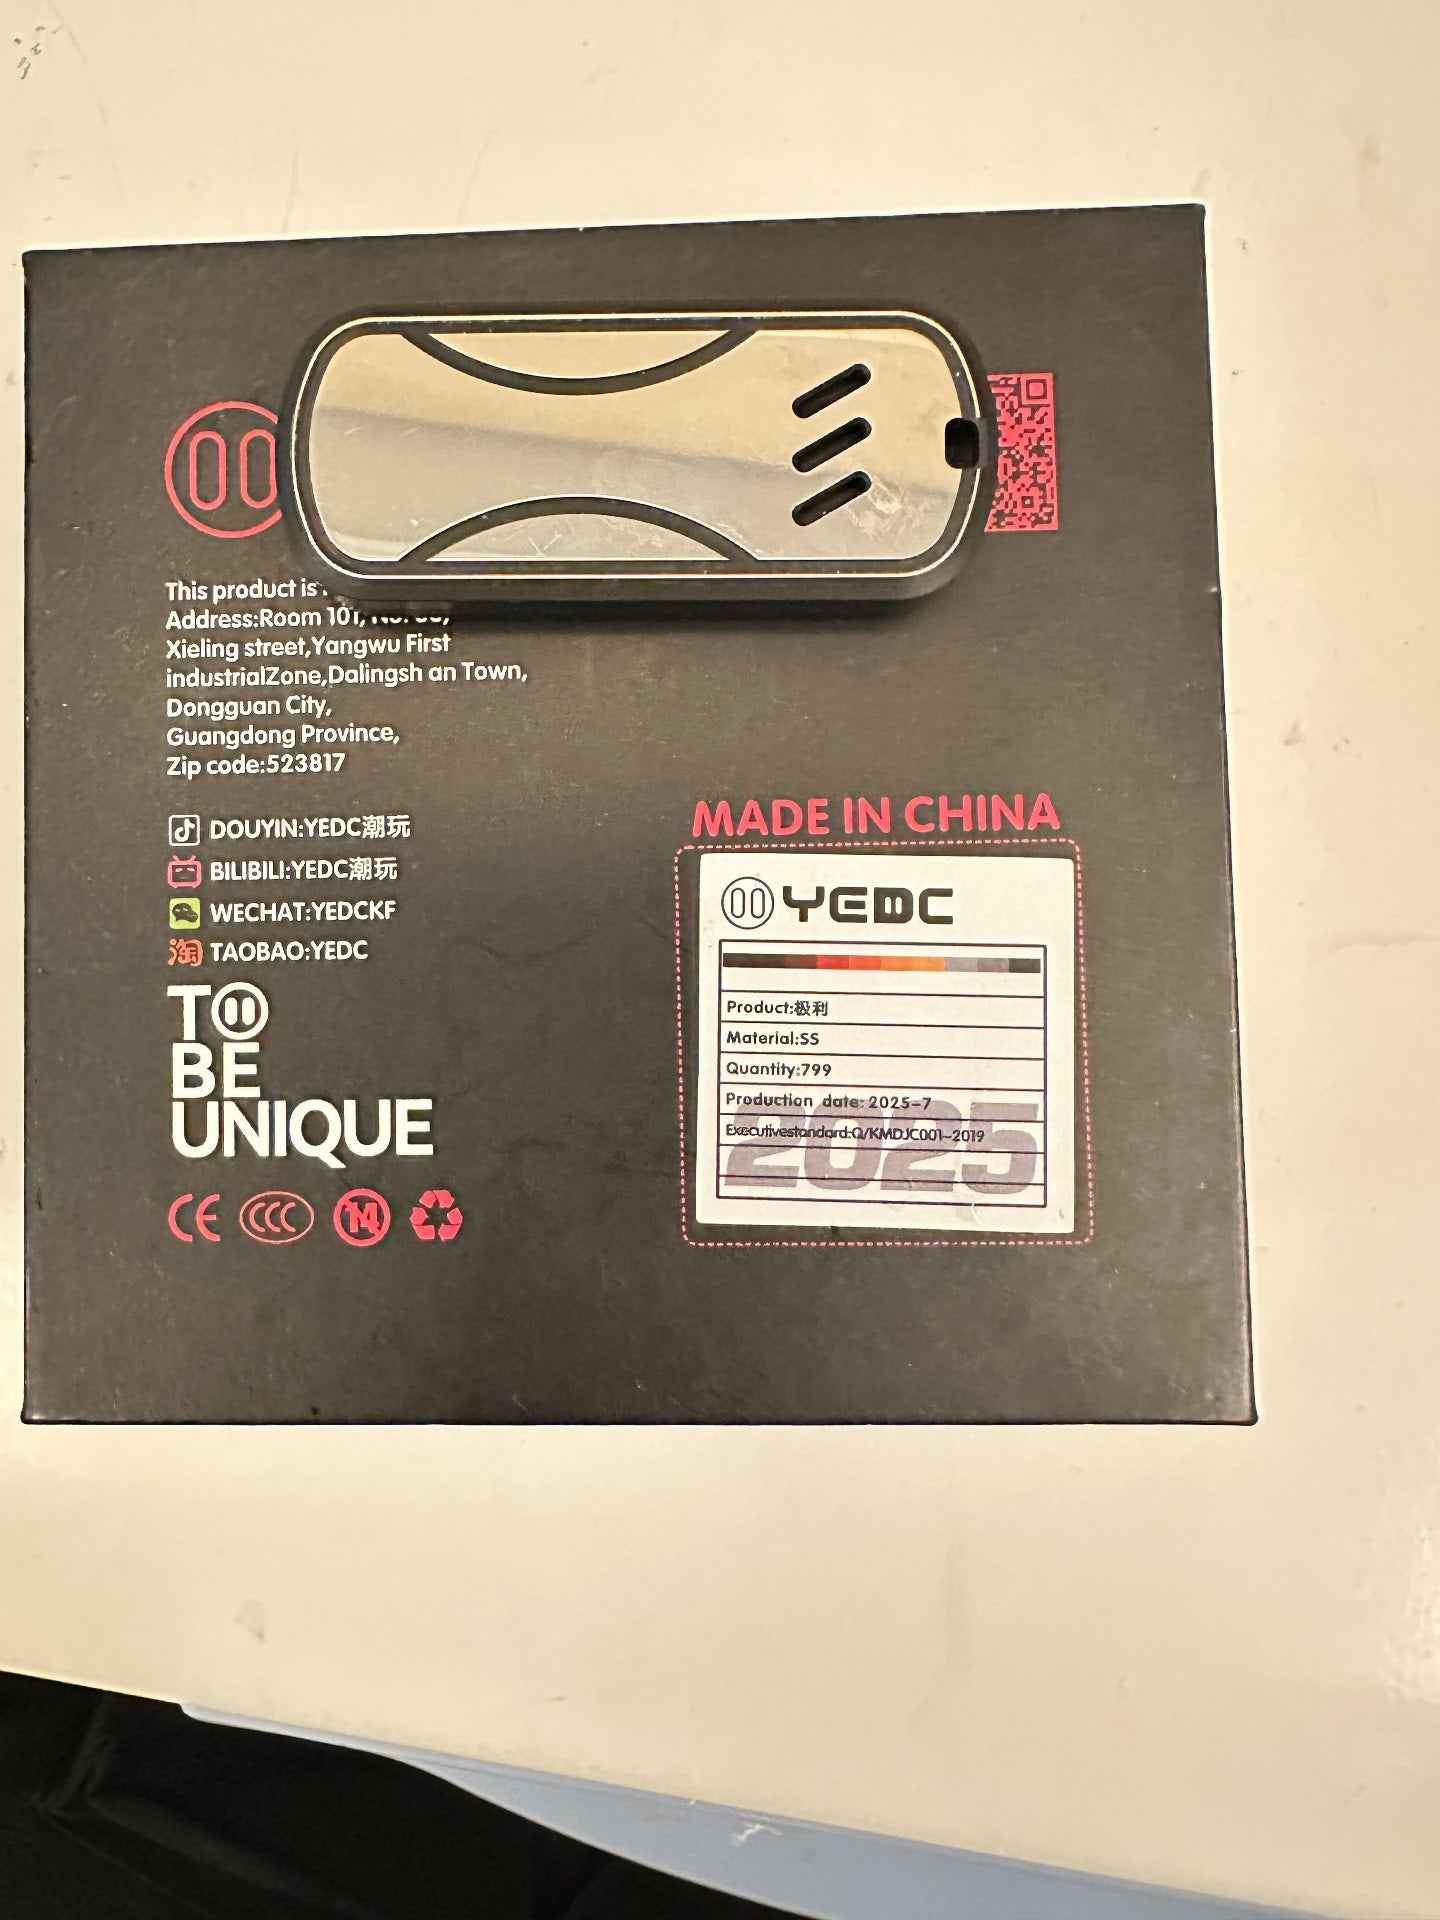 This product is
Address:Room 101,
Xieling street,Yangwu First
industrialZone,Dalingsh an Town,
Dongguan City,
Guangdong Province,
Zip code:523817
DOUYIN:YEDC潮玩
BILIBILI:YEDC潮玩
WECHAT:YEDCKF
淘 TAOBAO:YEDC
TO
BE
UNIQUE
CE CCC 14
MADE IN CHINA
YEDC
Product:极利
Material:SS
Quantity:799
Production date: 2025-7
Executivestandard:Q/KMDJC001-2019
2025